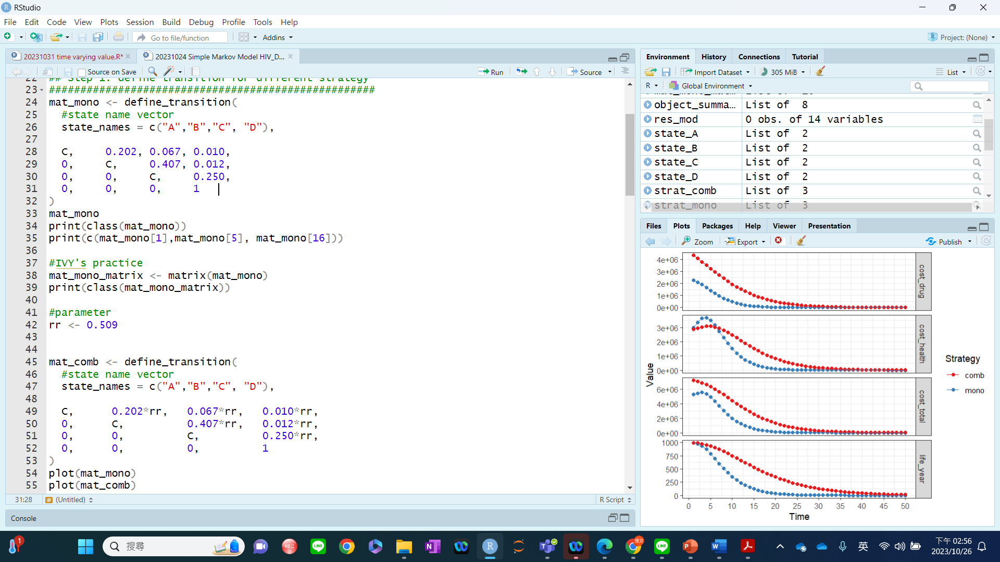 RStudio
File Edit Code View Plots Session Build Debug Profile Tools Help
Go to file/function Addins Project: (None)
20231031 time varying value.R* 20231024 Simple Markov Model HIV_D...
Source on Save Run Source
22 ## Step 1: define transition for different strategy
23 ####################################################
24 mat_mono <- define_transition(
25 #state name vector
26 state_names = c("A","B","C", "D"),
27
28 C, 0.202, 0.067, 0.010,
29 0, C, 0.407, 0.012,
30 0, 0, C, 0.250,
31 0, 0, 0, 1
32 )
33 mat_mono
34 print(class(mat_mono))
35 print(c(mat_mono[1],mat_mono[5], mat_mono[16]))
36
37 #IVY's practice
38 mat_mono_matrix <- matrix(mat_mono)
39 print(class(mat_mono_matrix))
40
41 #parameter
42 rr <- 0.509
43
44
45 mat_comb <- define_transition(
46 #state name vector
47 state_names = c("A","B","C", "D"),
48
49 C, 0.202*rr, 0.067*rr, 0.010*rr,
50 0, C, 0.407*rr, 0.012*rr,
51 0, 0, C, 0.250*rr,
52 0, 0, 0, 1
53 )
54 plot(mat_mono)
55 plot(mat_comb)
31:28 # (Untitled) R Script
Console
Environment History Connections Tutorial
Import Dataset 305 MiB List
R Global Environment
object_summa... List of 8
res_mod 0 obs. of 14 variables
state_A List of 2
state_B List of 2
state_C List of 2
state_D List of 2
strat_comb List of 3
strat_mono List of 3
Files Plots Packages Help Viewer Presentation
Zoom Export Publish
4e+06
3e+06
2e+06
1e+06
0e+00
cost_drug
3e+06
2e+06
1e+06
0e+00
cost_health
6e+06
4e+06
2e+06
0e+00
cost_total
1000
750
500
250
0
life_year
Value
0 5 10 15 20 25 30 35 40 45 50
Time
Strategy
comb
mono
1 搜尋 REC LINE N R T LINE P W 英 下午 02:56
2023/10/26